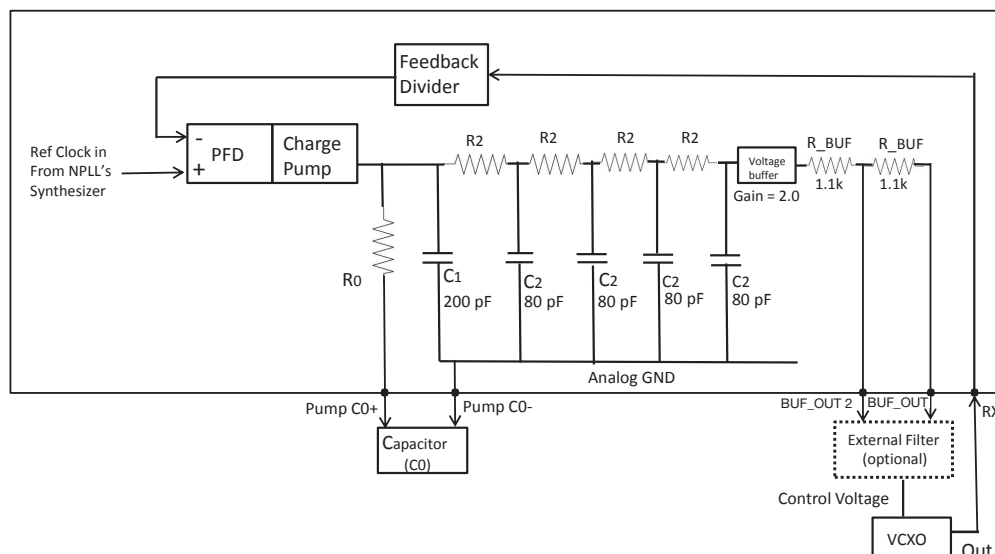 Feedback
Divider
R2
R2
R2
R2
R_BUF
R_BUF
-
PFD
+
Charge
Pump
Ref Clock in
From NPLL's
Synthesizer
Voltage
buffer
Gain = 2.0
1.1k
1.1k
R0
C1
200 pF
C2
80 pF
C2
80 pF
C2
80 pF
C2
80 pF
Analog GND
Pump C0+
Pump C0-
BUF_OUT 2
BUF_OUT
RX
Capacitor
(C0)
External Filter
(optional)
Control Voltage
VCXO
Out